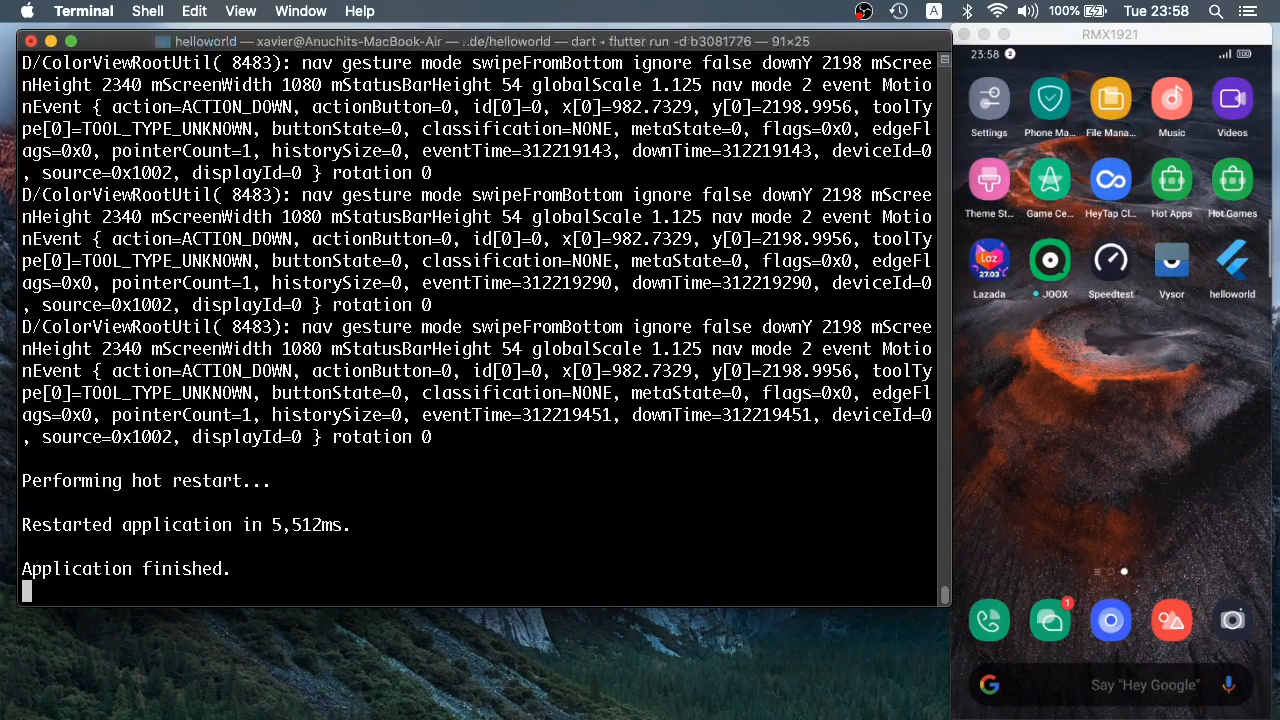 Terminal Shell Edit View Window Help A 100% Tue 23:58
helloworld — xavier@Anuchits-MacBook-Air — ..de/helloworld — dart ◂ flutter run -d b3081776 — 91×25
D/ColorViewRootUtil( 8483): nav gesture mode swipeFromBottom ignore false downY 2198 mScree
nHeight 2340 mScreenWidth 1080 mStatusBarHeight 54 globalScale 1.125 nav mode 2 event Motio
nEvent { action=ACTION_DOWN, actionButton=0, id[0]=0, x[0]=982.7329, y[0]=2198.9956, toolTy
pe[0]=TOOL_TYPE_UNKNOWN, buttonState=0, classification=NONE, metaState=0, flags=0x0, edgeFl
ags=0x0, pointerCount=1, historySize=0, eventTime=312219143, downTime=312219143, deviceId=0
, source=0x1002, displayId=0 } rotation 0
D/ColorViewRootUtil( 8483): nav gesture mode swipeFromBottom ignore false downY 2198 mScree
nHeight 2340 mScreenWidth 1080 mStatusBarHeight 54 globalScale 1.125 nav mode 2 event Motio
nEvent { action=ACTION_DOWN, actionButton=0, id[0]=0, x[0]=982.7329, y[0]=2198.9956, toolTy
pe[0]=TOOL_TYPE_UNKNOWN, buttonState=0, classification=NONE, metaState=0, flags=0x0, edgeFl
ags=0x0, pointerCount=1, historySize=0, eventTime=312219290, downTime=312219290, deviceId=0
, source=0x1002, displayId=0 } rotation 0
D/ColorViewRootUtil( 8483): nav gesture mode swipeFromBottom ignore false downY 2198 mScree
nHeight 2340 mScreenWidth 1080 mStatusBarHeight 54 globalScale 1.125 nav mode 2 event Motio
nEvent { action=ACTION_DOWN, actionButton=0, id[0]=0, x[0]=982.7329, y[0]=2198.9956, toolTy
pe[0]=TOOL_TYPE_UNKNOWN, buttonState=0, classification=NONE, metaState=0, flags=0x0, edgeFl
ags=0x0, pointerCount=1, historySize=0, eventTime=312219451, downTime=312219451, deviceId=0
, source=0x1002, displayId=0 } rotation 0
Performing hot restart...
Restarted application in 5,512ms.
Application finished.
RMX1921
23:58 2 100
Settings Phone Ma... File Mana... Music Videos
Theme St... Game Ce... HeyTap Cl... Hot Apps Hot Games
Laz
27.03
Lazada JOOX Speedtest Vysor helloworld
1
Say "Hey Google"